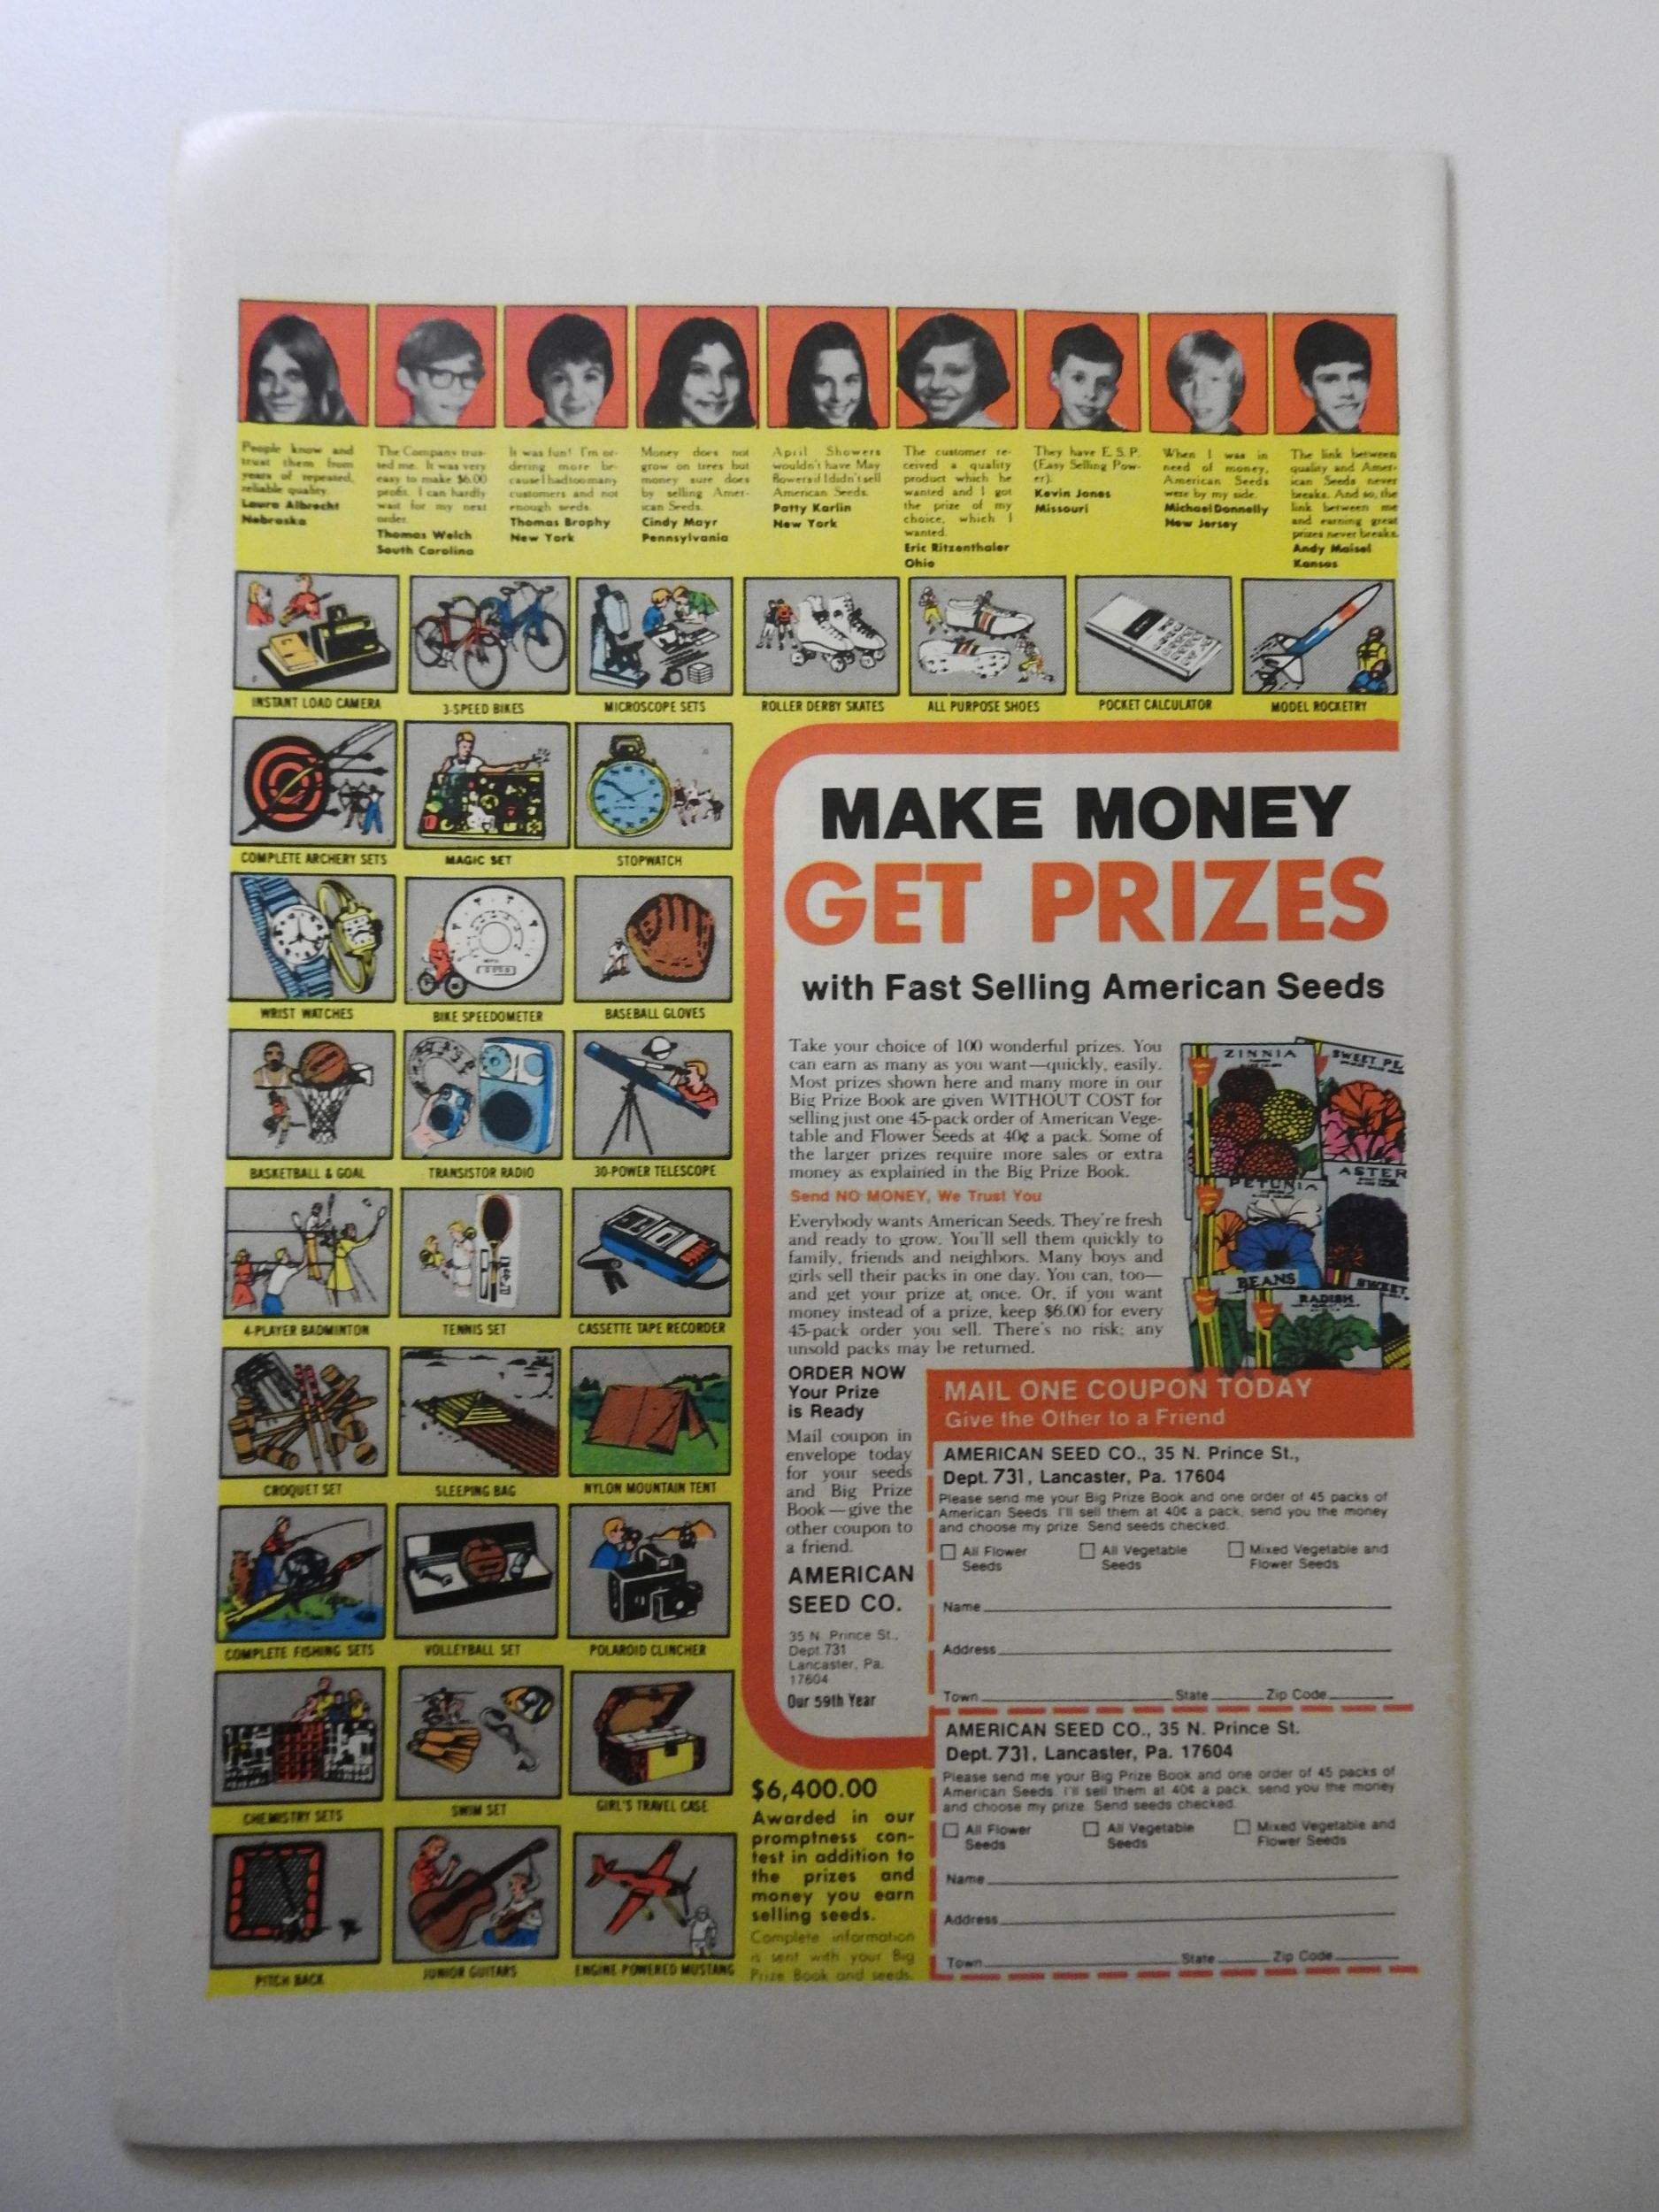 People know and
trust them from
years of repeated,
reliable quality.
Laura Albrecht
Nebraska
The Company trus-
ted me. It was very
easy to make $6.00
profit. I can hardly
wait for my next
order.
Thomas Welch
South Carolina
It was fun! I'm or-
dering more be-
cause I had too many
customers and not
enough seeds.
Thomas Brophy
New York
Money does not
grow on trees but
money sure does
by selling Amer-
ican Seeds.
Cindy Mayr
Pennsylvania
April Showers
wouldn't have May
flowers if I didn't sell
American Seeds.
Patty Karlin
New York
The customer re-
ceived a quality
product which he
wanted and I got
the prize of my
choice, which I
wanted.
Eric Ritzenthaler
Ohio
They have E.S.P.
(Easy Selling Pow-
er).
Kevin Jones
Missouri
When I was in
need of money,
American Seeds
were by my side.
Michael Donnelly
New Jersey
The link between
quality and Amer-
ican Seeds never
breaks. And so, the
link between me
and earning great
prizes never breaks.
Andy Maisel
Kansas
INSTANT LOAD CAMERA
3-SPEED BIKES
MICROSCOPE SETS
ROLLER DERBY SKATES
ALL PURPOSE SHOES
POCKET CALCULATOR
MODEL ROCKETRY
COMPLETE ARCHERY SETS
MAGIC SET
STOPWATCH
WRIST WATCHES
BIKE SPEEDOMETER
BASEBALL GLOVES
BASKETBALL & GOAL
TRANSISTOR RADIO
30-POWER TELESCOPE
4-PLAYER BADMINTON
TENNIS SET
CASSETTE TAPE RECORDER
CROQUET SET
SLEEPING BAG
NYLON MOUNTAIN TENT
COMPLETE FISHING SETS
VOLLEYBALL SET
POLAROID CLINCHER
CHEMISTRY SETS
SWIM SET
GIRL'S TRAVEL CASE
PITCH BACK
JUNIOR GUITARS
ENGINE-POWERED MUSTANG
MAKE MONEY
GET PRIZES
with Fast Selling American Seeds
Take your choice of 100 wonderful prizes. You
can earn as many as you want—quickly, easily.
Most prizes shown here and many more in our
Big Prize Book are given WITHOUT COST for
selling just one 45-pack order of American Vege-
table and Flower Seeds at 40¢ a pack. Some of
the larger prizes require more sales or extra
money as explained in the Big Prize Book.
Send NO MONEY, We Trust You
Everybody wants American Seeds. They're fresh
and ready to grow. You'll sell them quickly to
family, friends and neighbors. Many boys and
girls sell their packs in one day. You can, too—
and get your prize at once. Or, if you want
money instead of a prize, keep $6.00 for every
45-pack order you sell. There's no risk; any
unsold packs may be returned.
ZINNIA
SWEET PE
ASTER
PETUNIA
BEANS
SWEET
RADISH
ORDER NOW
Your Prize
is Ready
Mail coupon in
envelope today
for your seeds
and Big Prize
Book—give the
other coupon to
a friend.
AMERICAN
SEED CO.
35 N. Prince St.,
Dept 731
Lancaster, Pa.
17604
Our 59th Year
$6,400.00
Awarded in our
promptness con-
test in addition to
the prizes and
money you earn
selling seeds.
Complete information
is sent with your Big
Prize Book and seeds.
MAIL ONE COUPON TODAY
Give the Other to a Friend
AMERICAN SEED CO., 35 N. Prince St.,
Dept. 731, Lancaster, Pa. 17604
Please send me your Big Prize Book and one order of 45 packs of
American Seeds. I'll sell them at 40¢ a pack, send you the money
and choose my prize. Send seeds checked.
All Flower Seeds All Vegetable Seeds Mixed Vegetable and Flower Seeds
Name
Address
Town State Zip Code
AMERICAN SEED CO., 35 N. Prince St.
Dept. 731, Lancaster, Pa. 17604
Please send me your Big Prize Book and one order of 45 packs of
American Seeds. I'll sell them at 40¢ a pack, send you the money
and choose my prize. Send seeds checked.
All Flower Seeds All Vegetable Seeds Mixed Vegetable and Flower Seeds
Name
Address
Town State Zip Code